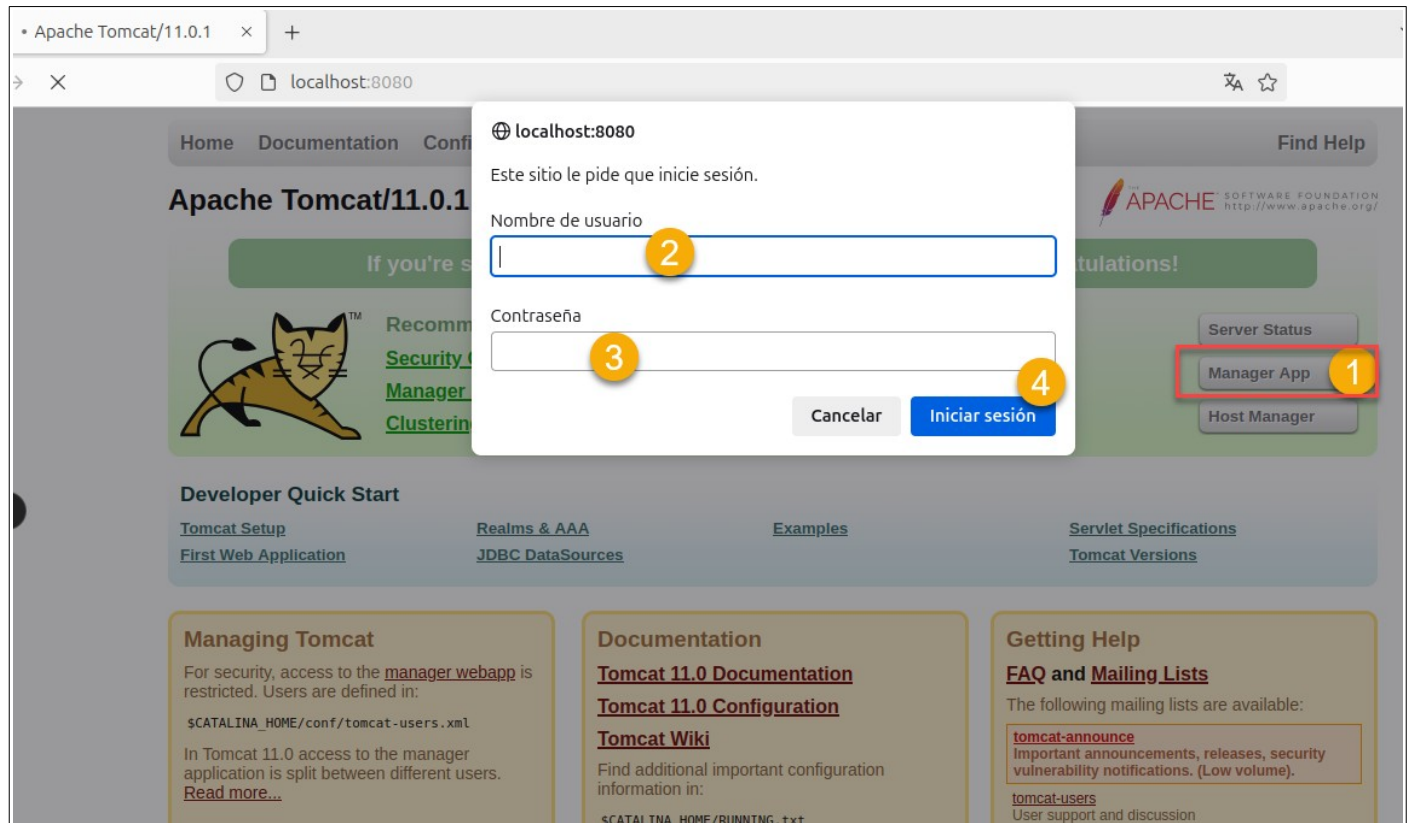 • Apache Tomcat/11.0.1
localhost:8080
Home Documentation Confi
Find Help
localhost:8080
Este sitio le pide que inicie sesión.
Nombre de usuario
2
Contraseña
3
4
Cancelar Iniciar sesión
Apache Tomcat/11.0.1
THE
APACHE SOFTWARE FOUNDATION
http://www.apache.org/
If you're s
tulations!
TM
Recomm
Security
Manager
Clustering
Server Status
Manager App 1
Host Manager
Developer Quick Start
Tomcat Setup
First Web Application
Realms & AAA
JDBC DataSources
Examples
Servlet Specifications
Tomcat Versions
Managing Tomcat
For security, access to the manager webapp is
restricted. Users are defined in:
$CATALINA_HOME/conf/tomcat-users.xml
In Tomcat 11.0 access to the manager
application is split between different users.
Read more...
Documentation
Tomcat 11.0 Documentation
Tomcat 11.0 Configuration
Tomcat Wiki
Find additional important configuration
information in:
$CATALINA_HOME/RUNNING.txt
Getting Help
FAQ and Mailing Lists
The following mailing lists are available:
tomcat-announce
Important announcements, releases, security
vulnerability notifications. (Low volume).
tomcat-users
User support and discussion